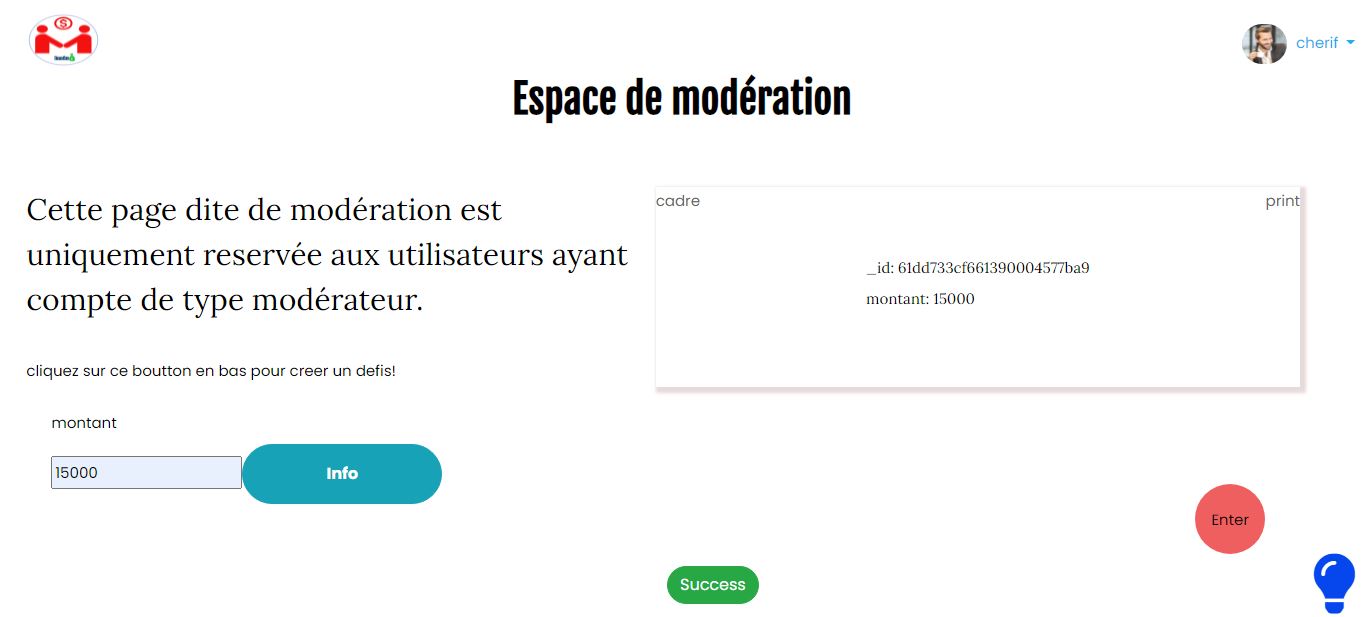 cherif
Espace de modération
Cette page dite de modération est
uniquement reservée aux utilisateurs ayant
compte de type modérateur.
cliquez sur ce boutton en bas pour creer un defis!
montant
15000
Info
cadre
print
_id: 61dd733cf661390004577ba9
montant: 15000
Enter
Success